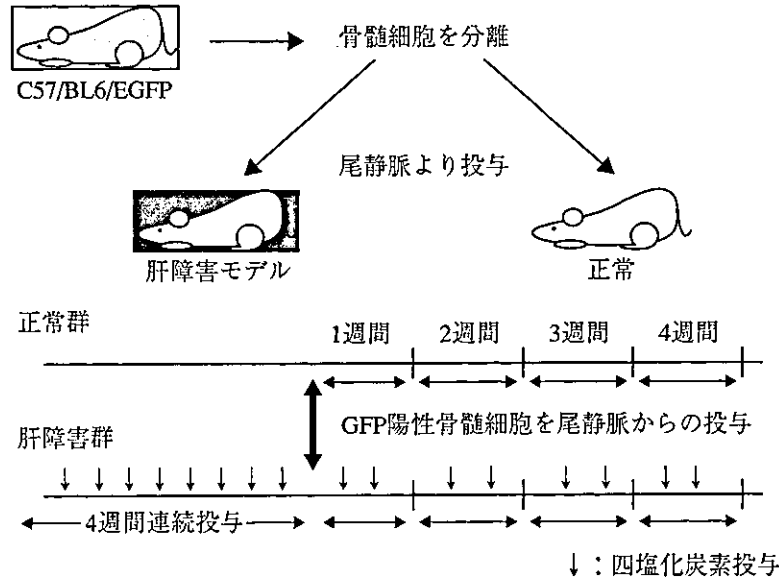 骨髄細胞を分離
C57/BL6/EGFP
尾静脈より投与
肝障害モデル
正常
正常群
1週間 2週間 3週間 4週間
GFP陽性骨髄細胞を尾静脈からの投与
肝障害群
4週間連続投与
↓：四塩化炭素投与